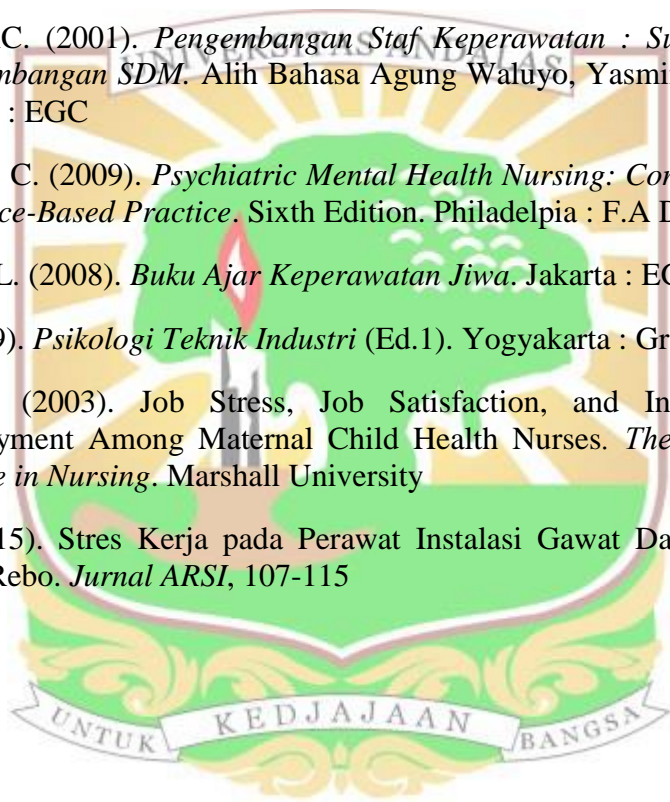 UNIVERSITAS ANDALAS
C. (2001). Pengembangan Staf Keperawatan : Su
mbangan SDM. Alih Bahasa Agung Waluyo, Yasmi
: EGC
C. (2009). Psychiatric Mental Health Nursing: Con
ce-Based Practice. Sixth Edition. Philadelpia : F.A D
L. (2008). Buku Ajar Keperawatan Jiwa. Jakarta : EG
9). Psikologi Teknik Industri (Ed.1). Yogyakarta : Gr
(2003). Job Stress, Job Satisfaction, and In
yment Among Maternal Child Health Nurses. The
e in Nursing. Marshall University
15). Stres Kerja pada Perawat Instalasi Gawat Da
Rebo. Jurnal ARSI, 107-115
UNTUK KEDJAJAAN BANGSA